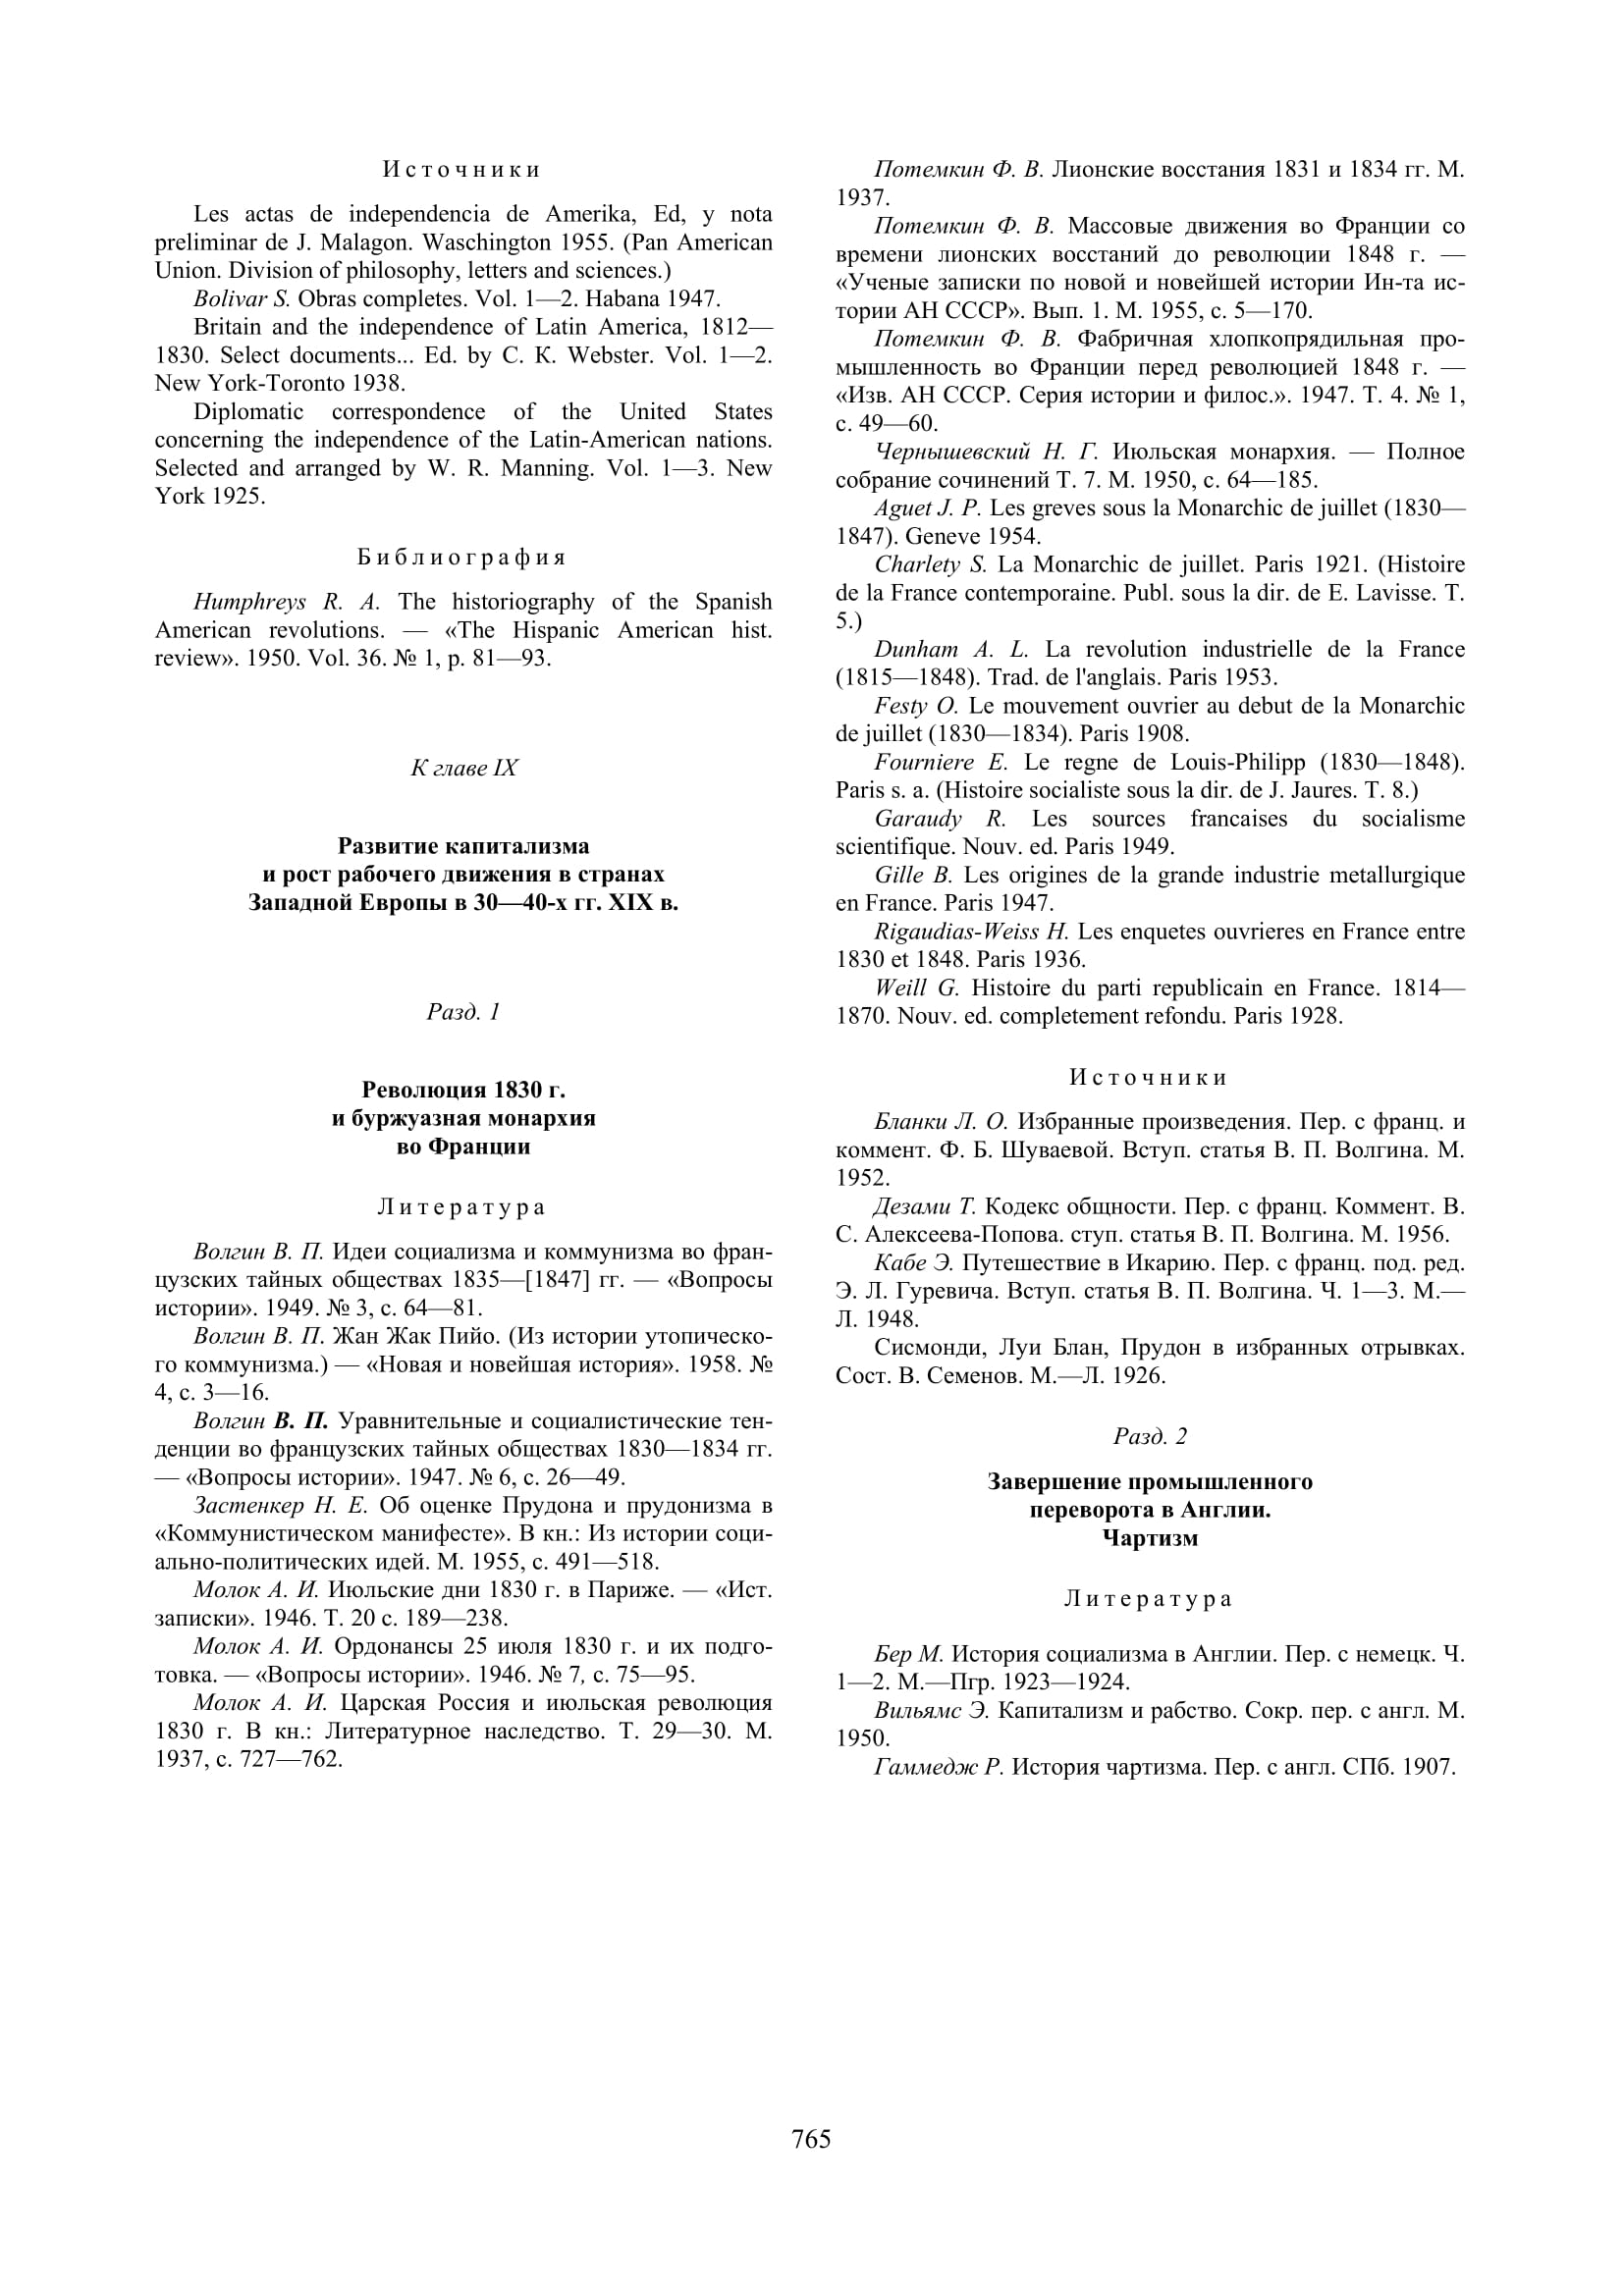 Источники
Les actas de independencia de Amerika, Ed, y nota
preliminar de J. Malagon. Waschington 1955. (Pan American
Union. Division of philosophy, letters and sciences.)
Bolivar S. Obras completes. Vol. 1—2. Habana 1947.
Britain and the independence of Latin America, 1812—
1830. Select documents... Ed. by C. K. Webster. Vol. 1—2.
New York-Toronto 1938.
Diplomatic correspondence of the United States
concerning the independence of the Latin-American nations.
Selected and arranged by W. R. Manning. Vol. 1—3. New
York 1925.
Библиография
Humphreys R. A. The historiography of the Spanish
American revolutions. — «The Hispanic American hist.
review». 1950. Vol. 36. № 1, p. 81—93.
К главе IX
Развитие капитализма
и рост рабочего движения в странах
Западной Европы в 30—40-х гг. XIX в.
Разд. 1
Революция 1830 г.
и буржуазная монархия
во Франции
Литература
Волгин В. П. Идеи социализма и коммунизма во фран-
цузских тайных обществах 1835—[1847] гг. — «Вопросы
истории». 1949. № 3, с. 64—81.
Волгин В. П. Жан Жак Пийо. (Из истории утопическо-
го коммунизма.) — «Новая и новейшая история». 1958. №
4, с. 3—16.
Волгин В. П. Уравнительные и социалистические тен-
денции во французских тайных обществах 1830—1834 гг.
— «Вопросы истории». 1947. № 6, с. 26—49.
Застенкер Н. Е. Об оценке Прудона и прудонизма в
«Коммунистическом манифесте». В кн.: Из истории соци-
ально-политических идей. М. 1955, с. 491—518.
Молок А. И. Июльские дни 1830 г. в Париже. — «Ист.
записки». 1946. Т. 20 с. 189—238.
Молок А. И. Ордонансы 25 июля 1830 г. и их подго-
товка. — «Вопросы истории». 1946. № 7, с. 75—95.
Молок А. И. Царская Россия и июльская революция
1830 г. В кн.: Литературное наследство. Т. 29—30. М.
1937, с. 727—762.
Потемкин Ф. В. Лионские восстания 1831 и 1834 гг. М.
1937.
Потемкин Ф. В. Массовые движения во Франции со
времени лионских восстаний до революции 1848 г. —
«Ученые записки по новой и новейшей истории Ин-та ис-
тории АН СССР». Вып. 1. М. 1955, с. 5—170.
Потемкин Ф. В. Фабричная хлопкопрядильная про-
мышленность во Франции перед революцией 1848 г. —
«Изв. АН СССР. Серия истории и филос.». 1947. Т. 4. № 1,
с. 49—60.
Чернышевский Н. Г. Июльская монархия. — Полное
собрание сочинений Т. 7. М. 1950, с. 64—185.
Aguet J. P. Les greves sous la Monarchic de juillet (1830—
1847). Geneve 1954.
Charlety S. La Monarchic de juillet. Paris 1921. (Histoire
de la France contemporaine. Publ. sous la dir. de E. Lavisse. T.
5.)
Dunham A. L. La revolution industrielle de la France
(1815—1848). Trad. de l'anglais. Paris 1953.
Festy O. Le mouvement ouvrier au debut de la Monarchic
de juillet (1830—1834). Paris 1908.
Fourniere E. Le regne de Louis-Philipp (1830—1848).
Paris s. a. (Histoire socialiste sous la dir. de J. Jaures. T. 8.)
Garaudy R. Les sources francaises du socialisme
scientifique. Nouv. ed. Paris 1949.
Gille B. Les origines de la grande industrie metallurgique
en France. Paris 1947.
Rigaudias-Weiss H. Les enquetes ouvrieres en France entre
1830 et 1848. Paris 1936.
Weill G. Histoire du parti republicain en France. 1814—
1870. Nouv. ed. completement refondu. Paris 1928.
Источники
Бланки Л. О. Избранные произведения. Пер. с франц. и
коммент. Ф. Б. Шуваевой. Вступ. статья В. П. Волгина. М.
1952.
Дезами Т. Кодекс общности. Пер. с франц. Коммент. В.
С. Алексеева-Попова. ступ. статья В. П. Волгина. М. 1956.
Кабе Э. Путешествие в Икарию. Пер. с франц. под. ред.
Э. Л. Гуревича. Вступ. статья В. П. Волгина. Ч. 1—3. М.—
Л. 1948.
Сисмонди, Луи Блан, Прудон в избранных отрывках.
Сост. В. Семенов. М.—Л. 1926.
Разд. 2
Завершение промышленного
переворота в Англии.
Чартизм
Литература
Бер М. История социализма в Англии. Пер. с немецк. Ч.
1—2. М.—Пгр. 1923—1924.
Вильямс Э. Капитализм и рабство. Сокр. пер. с англ. М.
1950.
Гаммедж Р. История чартизма. Пер. с англ. СПб. 1907.
765